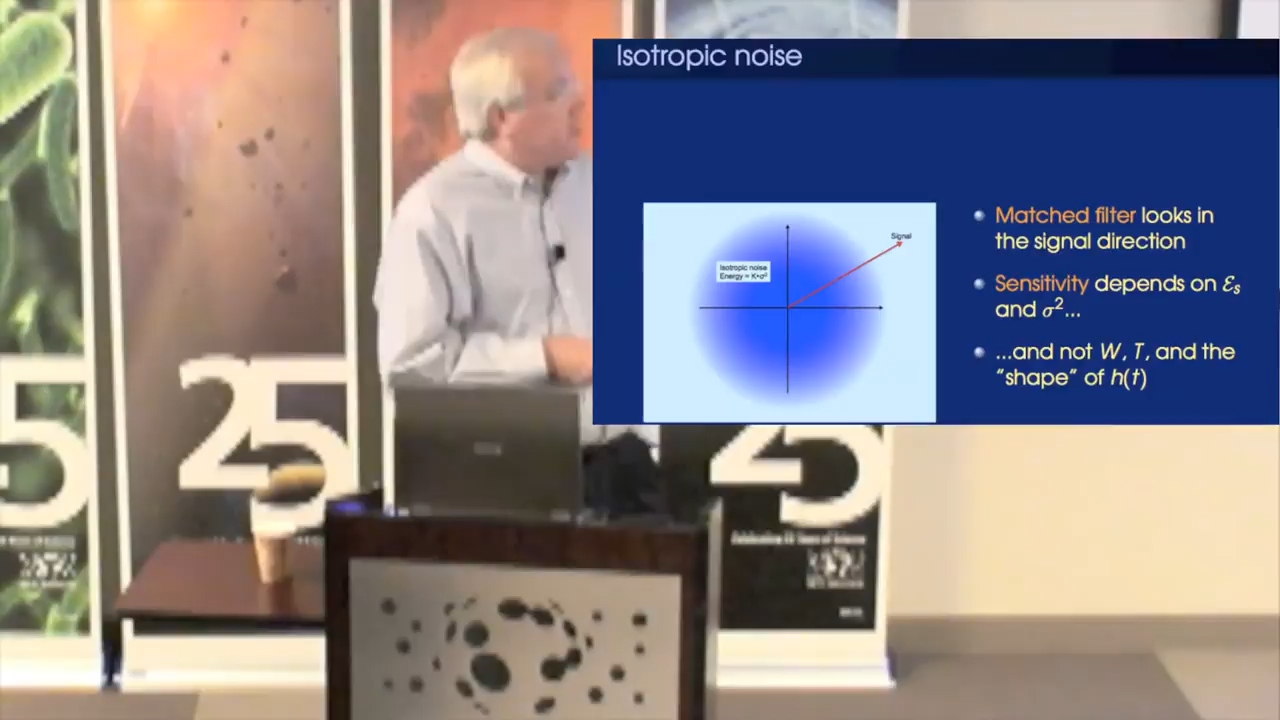 Isotropic noise
Signal
Isotropic noise
Energy = K•σ²
Matched filter looks in
the signal direction
Sensitivity depends on ℰs
and σ²...
...and not W, T, and the
“shape” of h(t)
5
25
25